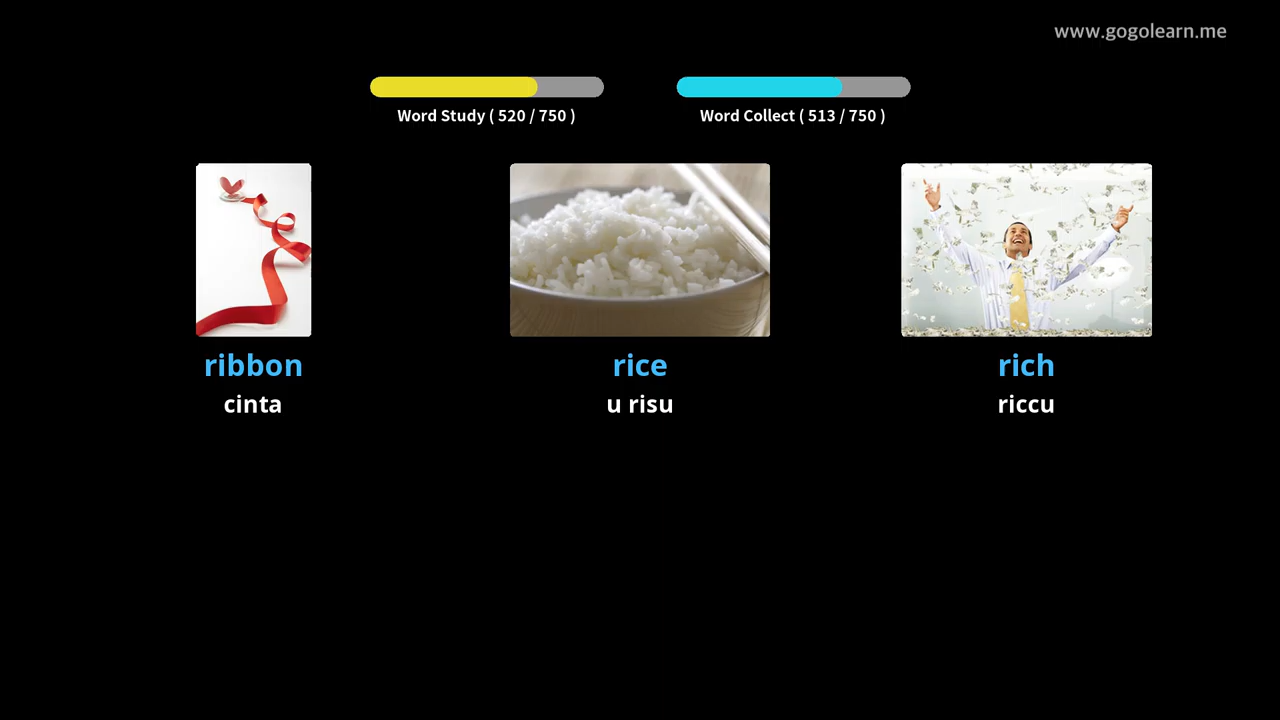 www.gogolearn.me
Word Study ( 520 / 750 )
Word Collect ( 513 / 750 )
ribbon
cinta
rice
u risu
rich
riccu